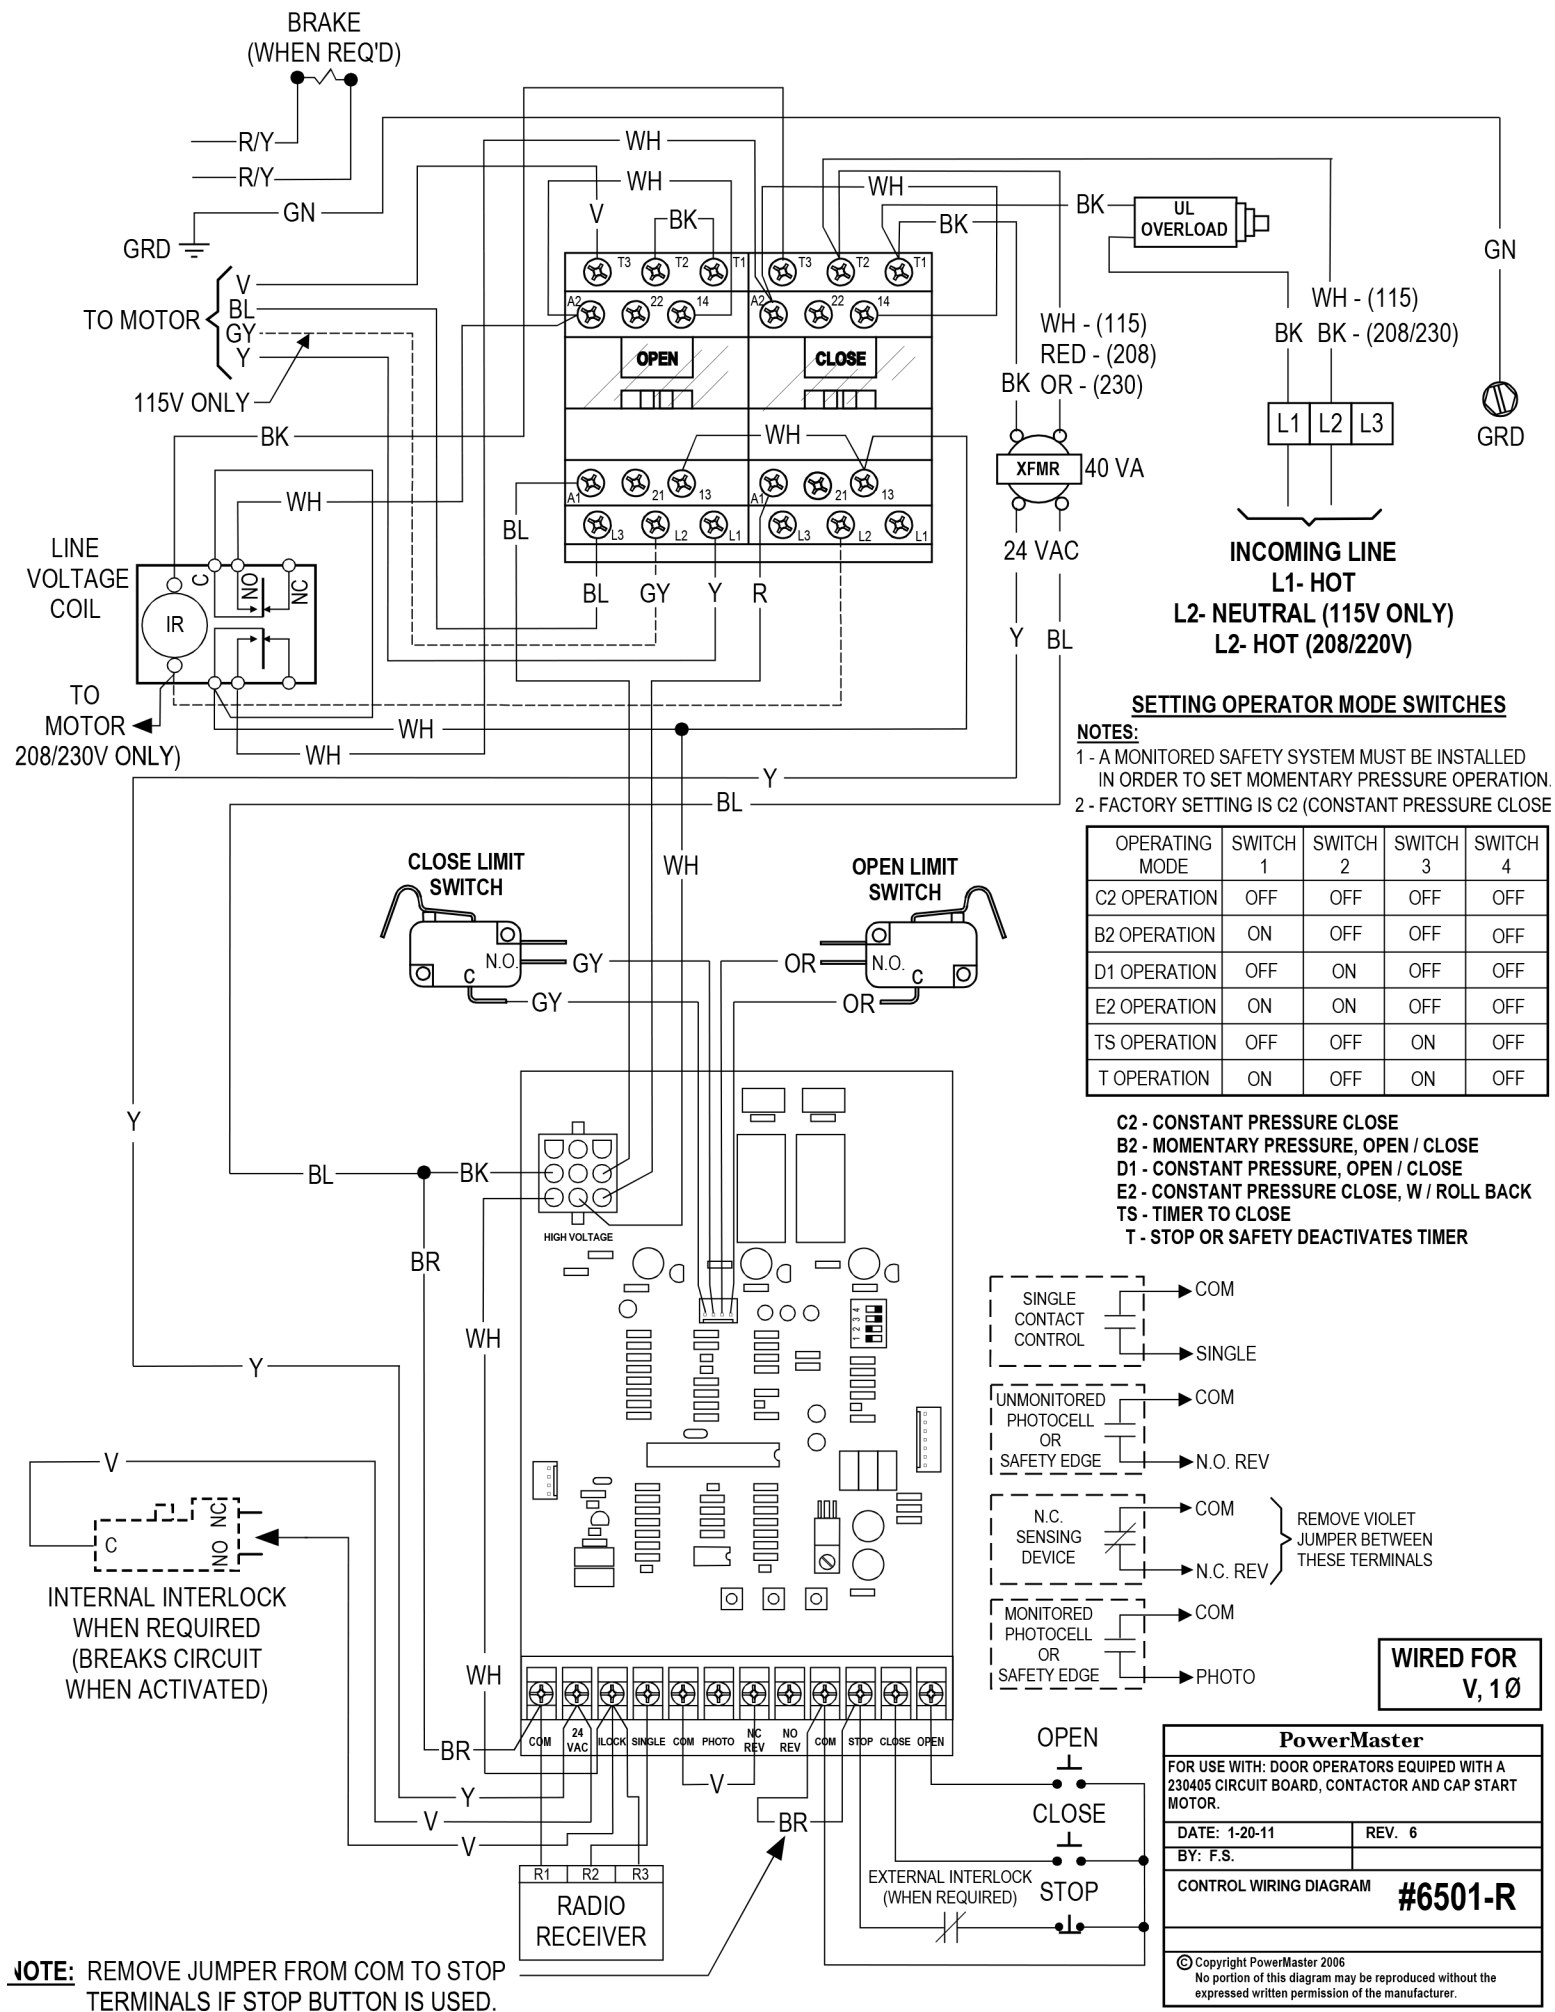 BRAKE
(WHEN REQ'D)
R/Y
R/Y
GN
GRD
TO MOTOR
V
BL
GY
Y
115V ONLY
BK
WH
WH
V
BK
WH
BK
BK
UL
OVERLOAD
GN
T3
T2
T1
T3
T2
T1
A2
22
14
A2
22
14
OPEN
CLOSE
WH
A1
21
13
A1
21
13
L3
L2
L1
L3
L2
L1
BL
BL
GY
Y
R
WH - (115)
RED - (208)
OR - (230)
BK
XFMR
40 VA
24 VAC
Y
BL
WH - (115)
BK
BK - (208/230)
L1
L2
L3
GRD
INCOMING LINE
L1- HOT
L2- NEUTRAL (115V ONLY)
L2- HOT (208/220V)
WH
LINE
VOLTAGE
COIL
C
NO
NC
IR
TO
MOTOR
208/230V ONLY)
WH
WH
Y
BL
SETTING OPERATOR MODE SWITCHES
NOTES:
1 - A MONITORED SAFETY SYSTEM MUST BE INSTALLED
IN ORDER TO SET MOMENTARY PRESSURE OPERATION.
2 - FACTORY SETTING IS C2 (CONSTANT PRESSURE CLOSE
OPERATING MODE SWITCH 1 SWITCH 2 SWITCH 3 SWITCH 4
C2 OPERATION OFF OFF OFF OFF
B2 OPERATION ON OFF OFF OFF
D1 OPERATION OFF ON OFF OFF
E2 OPERATION ON ON OFF OFF
TS OPERATION OFF OFF ON OFF
T OPERATION ON OFF ON OFF
C2 - CONSTANT PRESSURE CLOSE
B2 - MOMENTARY PRESSURE, OPEN / CLOSE
D1 - CONSTANT PRESSURE, OPEN / CLOSE
E2 - CONSTANT PRESSURE CLOSE, W / ROLL BACK
TS - TIMER TO CLOSE
T - STOP OR SAFETY DEACTIVATES TIMER
CLOSE LIMIT
SWITCH
N.O.
C
GY
GY
WH
OPEN LIMIT
SWITCH
N.O.
C
OR
OR
Y
BL
BK
HIGH VOLTAGE
BR
WH
Y
1 2 3 4
SINGLE
CONTACT
CONTROL
COM
SINGLE
UNMONITORED
PHOTOCELL
OR
SAFETY EDGE
COM
N.O. REV
N.C.
SENSING
DEVICE
COM
N.C. REV
REMOVE VIOLET
JUMPER BETWEEN
THESE TERMINALS
MONITORED
PHOTOCELL
OR
SAFETY EDGE
COM
PHOTO
V
C
NC
NO
INTERNAL INTERLOCK
WHEN REQUIRED
(BREAKS CIRCUIT
WHEN ACTIVATED)
WH
COM
24
VAC
ILOCK
SINGLE
COM
PHOTO
NC
REV
NO
REV
COM
STOP
CLOSE
OPEN
BR
Y
V
V
V
BR
R1
R2
R3
RADIO
RECEIVER
OPEN
CLOSE
EXTERNAL INTERLOCK
(WHEN REQUIRED)
STOP
NOTE: REMOVE JUMPER FROM COM TO STOP
TERMINALS IF STOP BUTTON IS USED.
WIRED FOR
V, 1Ø
PowerMaster
FOR USE WITH: DOOR OPERATORS EQUIPED WITH A
230405 CIRCUIT BOARD, CONTACTOR AND CAP START
MOTOR.
DATE: 1-20-11
REV. 6
BY: F.S.
CONTROL WIRING DIAGRAM #6501-R
© Copyright PowerMaster 2006
No portion of this diagram may be reproduced without the
expressed written permission of the manufacturer.